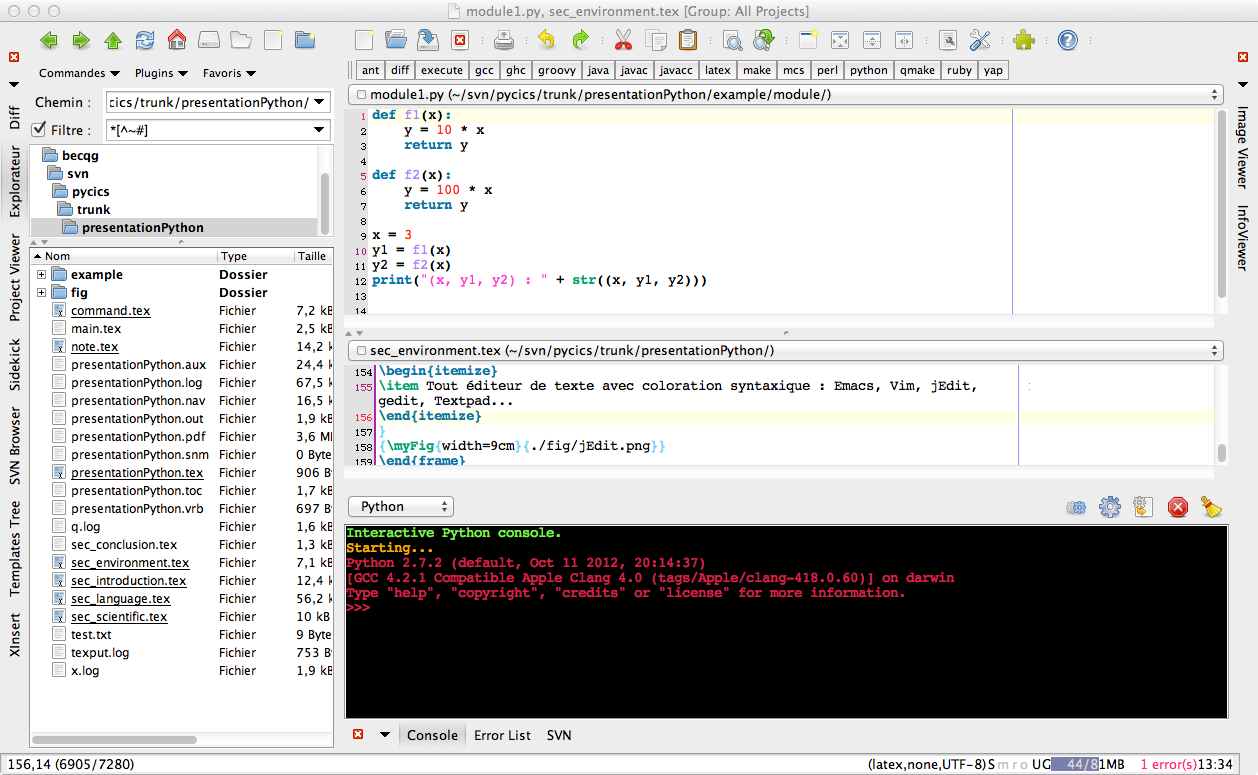 module1.py, sec_environment.tex [Group: All Projects]
Commandes Plugins Favoris
Chemin : cics/trunk/presentationPython/
Filtre : *[^~#]
becqg
svn
pycics
trunk
presentationPython
Nom Type Taille
example Dossier
fig Dossier
command.tex Fichier 7,2 kB
main.tex Fichier 2,5 kB
note.tex Fichier 14,2 k
presentationPython.aux Fichier 24,4 k
presentationPython.log Fichier 67,5 k
presentationPython.nav Fichier 16,5 k
presentationPython.out Fichier 1,9 kB
presentationPython.pdf Fichier 3,6 M
presentationPython.snm Fichier 0 Byte
presentationPython.tex Fichier 906 B
presentationPython.toc Fichier 1,7 kB
presentationPython.vrb Fichier 697 B
q.log Fichier 1,6 kB
sec_conclusion.tex Fichier 1,3 kB
sec_environment.tex Fichier 7,1 kB
sec_introduction.tex Fichier 12,4 k
sec_language.tex Fichier 56,2 k
sec_scientific.tex Fichier 10 kB
test.txt Fichier 9 Byte
texput.log Fichier 753 B
x.log Fichier 1,9 kB
Diff
Explorateur
Project Viewer
Sidekick
SVN Browser
Templates Tree
XInsert
ant diff execute gcc ghc groovy java javac javacc latex make mcs perl python qmake ruby yap
module1.py (~/svn/pycics/trunk/presentationPython/example/module/)
1 def f1(x):
2 y = 10 * x
3 return y
4
5 def f2(x):
6 y = 100 * x
7 return y
8
9 x = 3
10 y1 = f1(x)
11 y2 = f2(x)
12 print("(x, y1, y2) : " + str((x, y1, y2)))
13
14
sec_environment.tex (~/svn/pycics/trunk/presentationPython/)
154 \begin{itemize}
155 \item Tout éditeur de texte avec coloration syntaxique : Emacs, Vim, jEdit,
gedit, Textpad...
156 \end{itemize}
157 }
158 {\myFig{width=9cm}{./fig/jEdit.png}}
159 \end{frame}
Python
Interactive Python console.
Starting...
Python 2.7.2 (default, Oct 11 2012, 20:14:37)
[GCC 4.2.1 Compatible Apple Clang 4.0 (tags/Apple/clang-418.0.60)] on darwin
Type "help", "copyright", "credits" or "license" for more information.
>>>
Console Error List SVN
Image Viewer
InfoViewer
156,14 (6905/7280) (latex,none,UTF-8) S m r o UG 44/81MB 1 error(s) 13:34